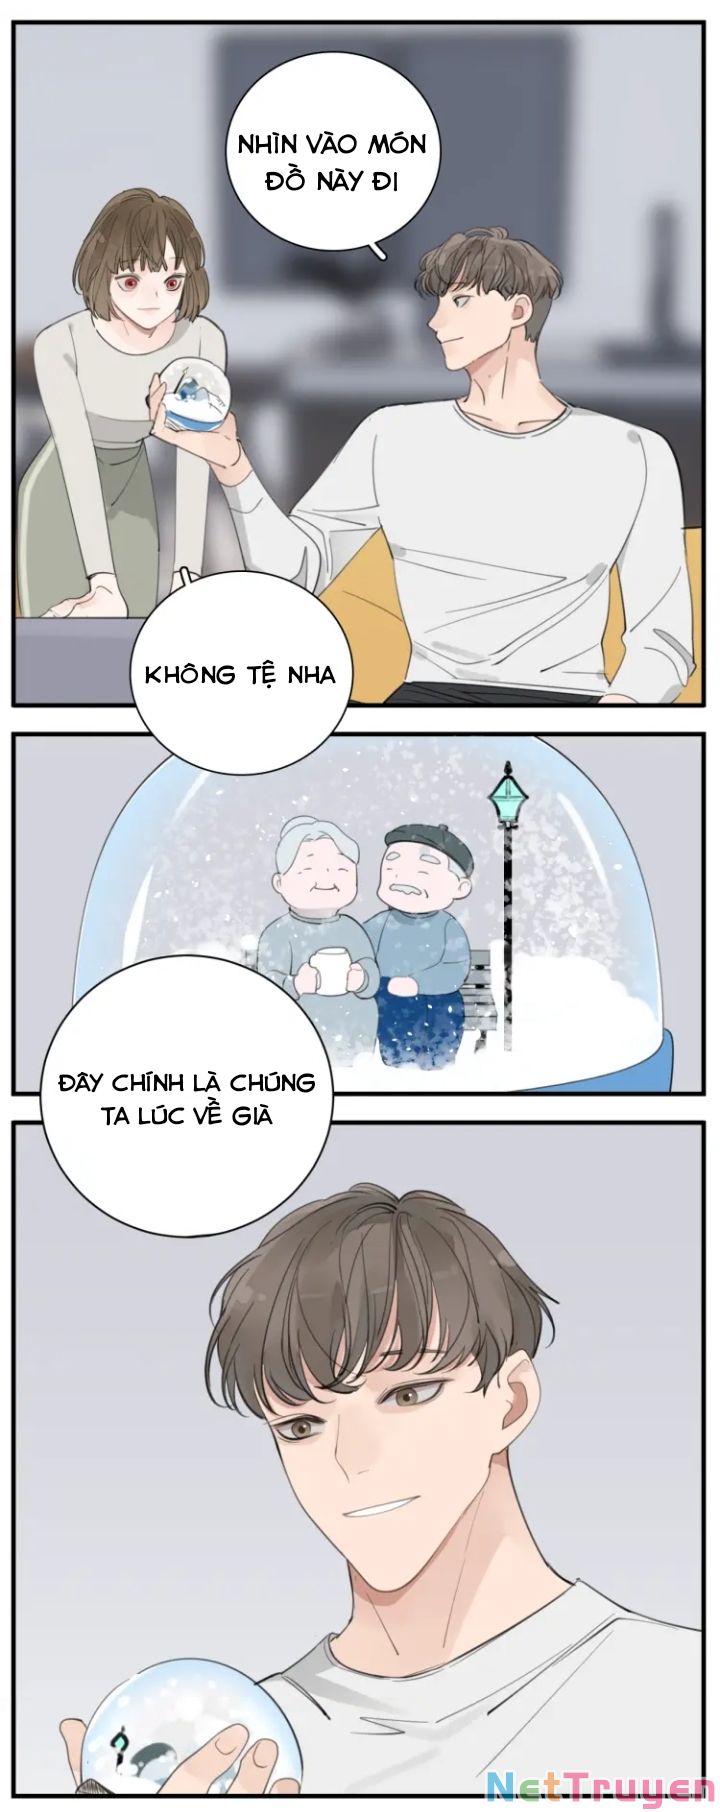 NHÌN VÀO MÓN
ĐỒ NÀY ĐI
KHÔNG TỆ NHA
ĐÂY CHÍNH LÀ CHÚNG
TA LÚC VỀ GIÀ
NetTruyen